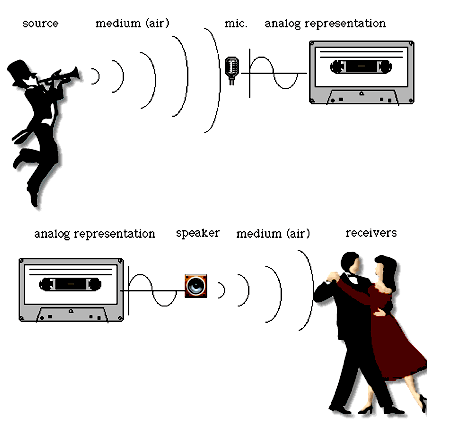 source medium (air) mic. analog representation
analog representation speaker medium (air) receivers